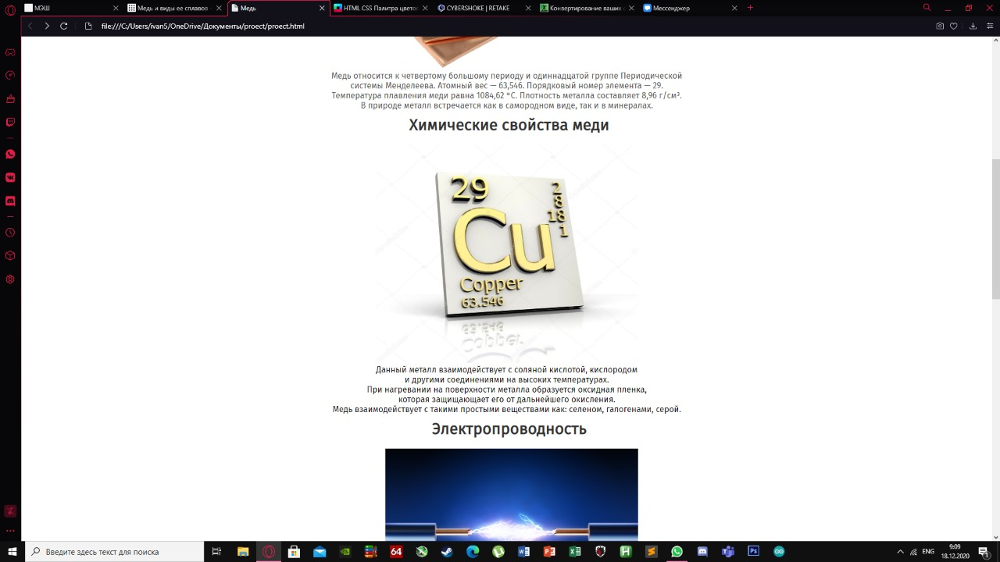 МЭШ
Медь и виды ее сплавов
Медь
HTML CSS Палитра цвето
CYBERSHOKE | RETAKE
Конвертирование ваших
Мессенджер
file:///C:/Users/ivan5/OneDrive/Документы/proect/proect.html
Медь относится к четвертому большому периоду и одиннадцатой группе Периодической
системы Менделеева. Атомный вес — 63,546. Порядковый номер элемента — 29.
Температура плавления меди равна 1084,62 °C. Плотность металла составляет 8,96 г/см³.
В природе металл встречается как в самородном виде, так и в минералах.
Химические свойства меди
29
2
8
18
1
Cu
Copper
63.546
Данный металл взаимодействует с соляной кислотой, кислородом
и другими соединениями на высоких температурах.
При нагревании на поверхности металла образуется оксидная пленка,
которая защищающает его от дальнейшего окисления.
Медь взаимодействует с такими простыми веществами как: селеном, галогенами, серой.
Электропроводность
Введите здесь текст для поиска
64
ENG
9:09
18.12.2020